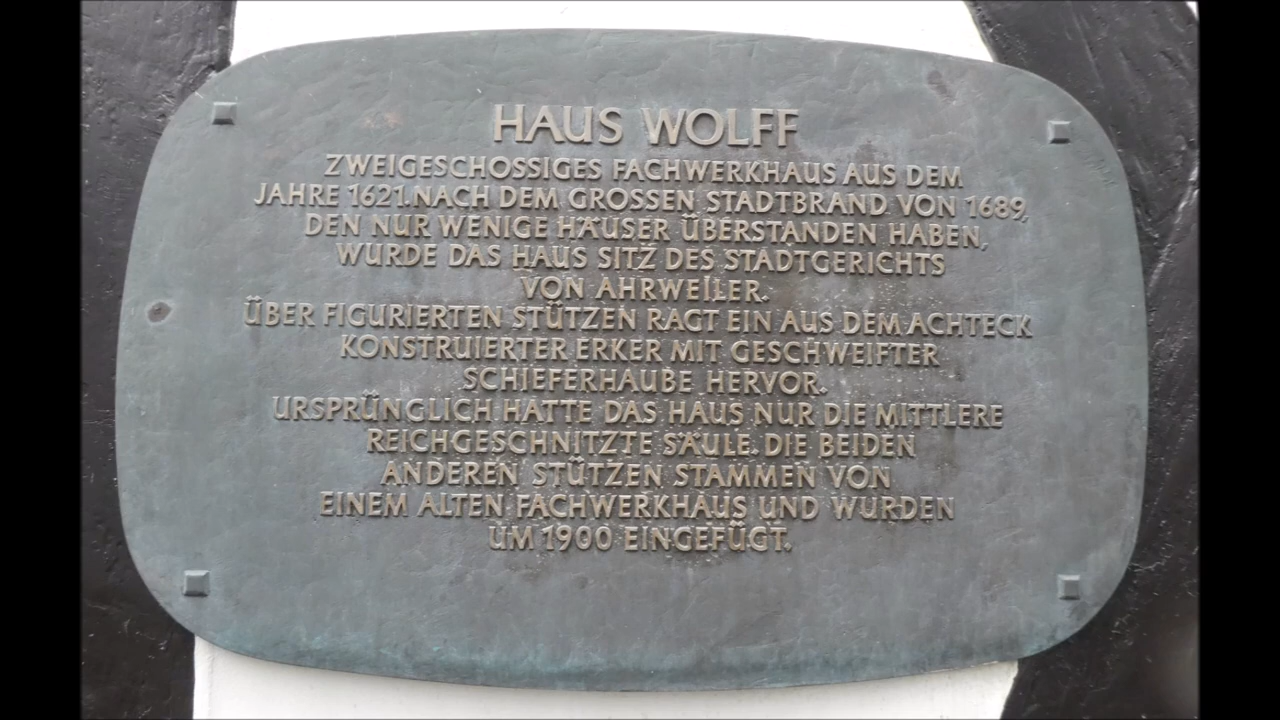 HAUS WOLFF
ZWEIGESCHOSSIGES FACHWERKHAUS AUS DEM
JAHRE 1621. NACH DEM GROSSEN STADTBRAND VON 1689,
DEN NUR WENIGE HÄUSER ÜBERSTANDEN HABEN,
WURDE DAS HAUS SITZ DES STADTGERICHTS
VON AHRWEILER.
ÜBER FIGURIERTEN STÜTZEN RAGT EIN AUS DEM ACHTECK
KONSTRUIERTER ERKER MIT GESCHWEIFTER
SCHIEFERHAUBE HERVOR.
URSPRÜNGLICH HATTE DAS HAUS NUR DIE MITTLERE
REICHGESCHNITZTE SÄULE. DIE BEIDEN
ANDEREN STÜTZEN STAMMEN VON
EINEM ALTEN FACHWERKHAUS UND WURDEN
UM 1900 EINGEFÜGT.